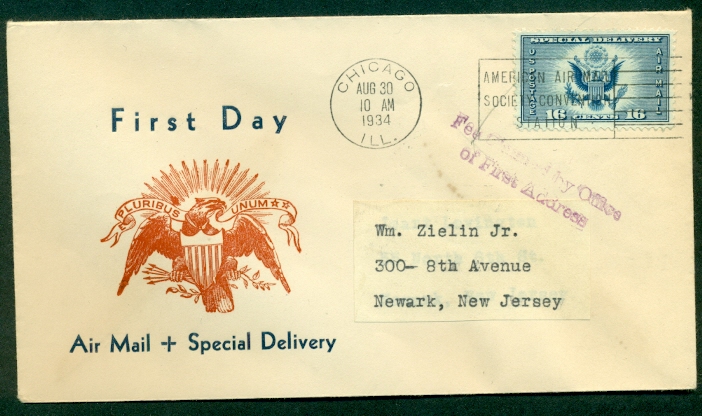 CHICAGO
AUG 30
10 AM
1934
ILL.
AMERICAN AIR MAIL
SOCIETY CONVENTION
STATION
SPECIAL DELIVERY
U.S. POSTAGE
AIR MAIL
16 CENTS 16
First Day
PLURIBUS UNUM
Air Mail + Special Delivery
Fee claimed by Office
of First Address
Wm. Zielin Jr.
300- 8th Avenue
Newark, New Jersey